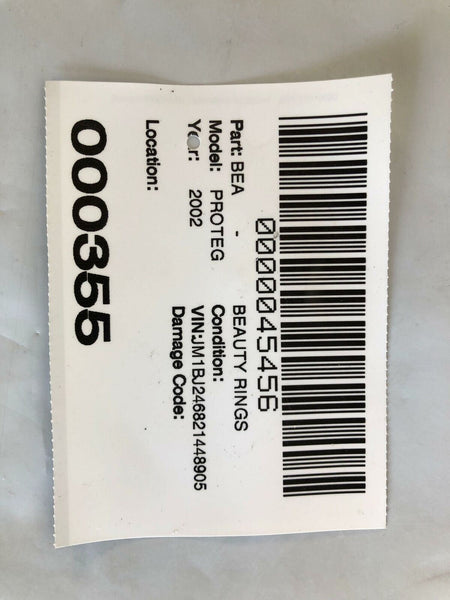 0000045456
Part: BEA - BEAUTY RINGS
Model: PROTEG Condition:
Year: 2002 VIN:JM1BJ246821448905
Damage Code:
Location:
000355